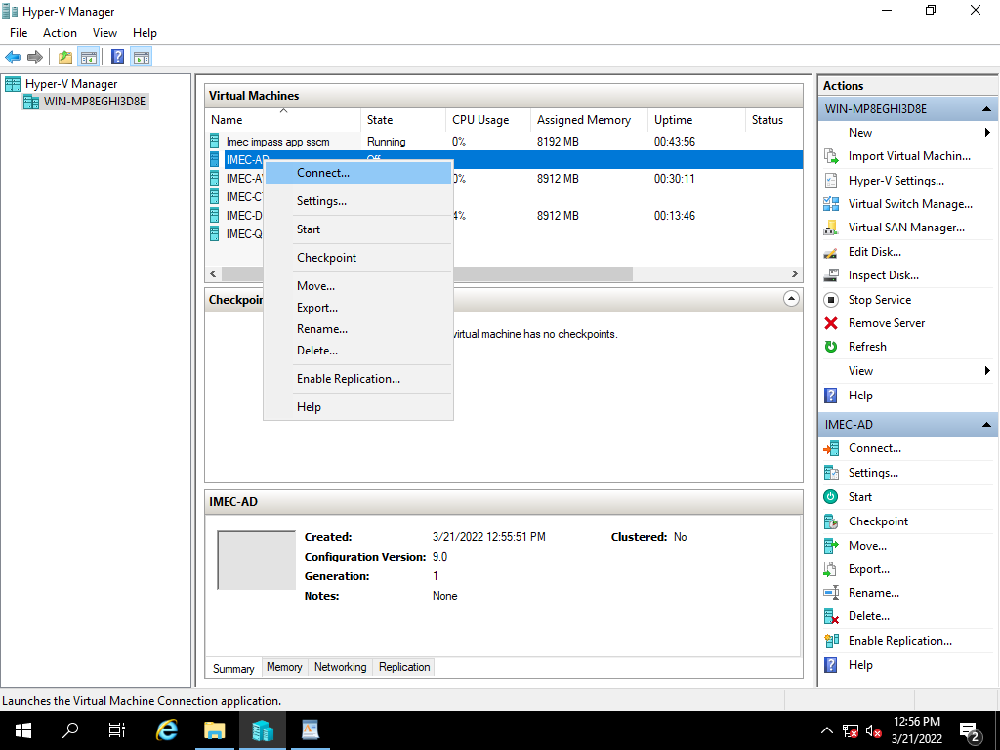 Hyper-V Manager
File Action View Help
Hyper-V Manager
WIN-MP8EGHI3D8E
Virtual Machines
Name State CPU Usage Assigned Memory Uptime Status
Imec impass app sscm Running 0% 8192 MB 00:43:56
IMEC-AD Off
IMEC-A 0% 8912 MB 00:30:11
IMEC-C
IMEC-D 4% 8912 MB 00:13:46
IMEC-Q
Connect...
Settings...
Start
Checkpoint
Move...
Export...
Rename...
Delete...
Enable Replication...
Help
Checkpoin
virtual machine has no checkpoints.
IMEC-AD
Created: 3/21/2022 12:55:51 PM Clustered: No
Configuration Version: 9.0
Generation: 1
Notes: None
Summary Memory Networking Replication
Actions
WIN-MP8EGHI3D8E
New
Import Virtual Machin...
Hyper-V Settings...
Virtual Switch Manage...
Virtual SAN Manager...
Edit Disk...
Inspect Disk...
Stop Service
Remove Server
Refresh
View
Help
IMEC-AD
Connect...
Settings...
Start
Checkpoint
Move...
Export...
Rename...
Delete...
Enable Replication...
Help
Launches the Virtual Machine Connection application.
12:56 PM
3/21/2022
2